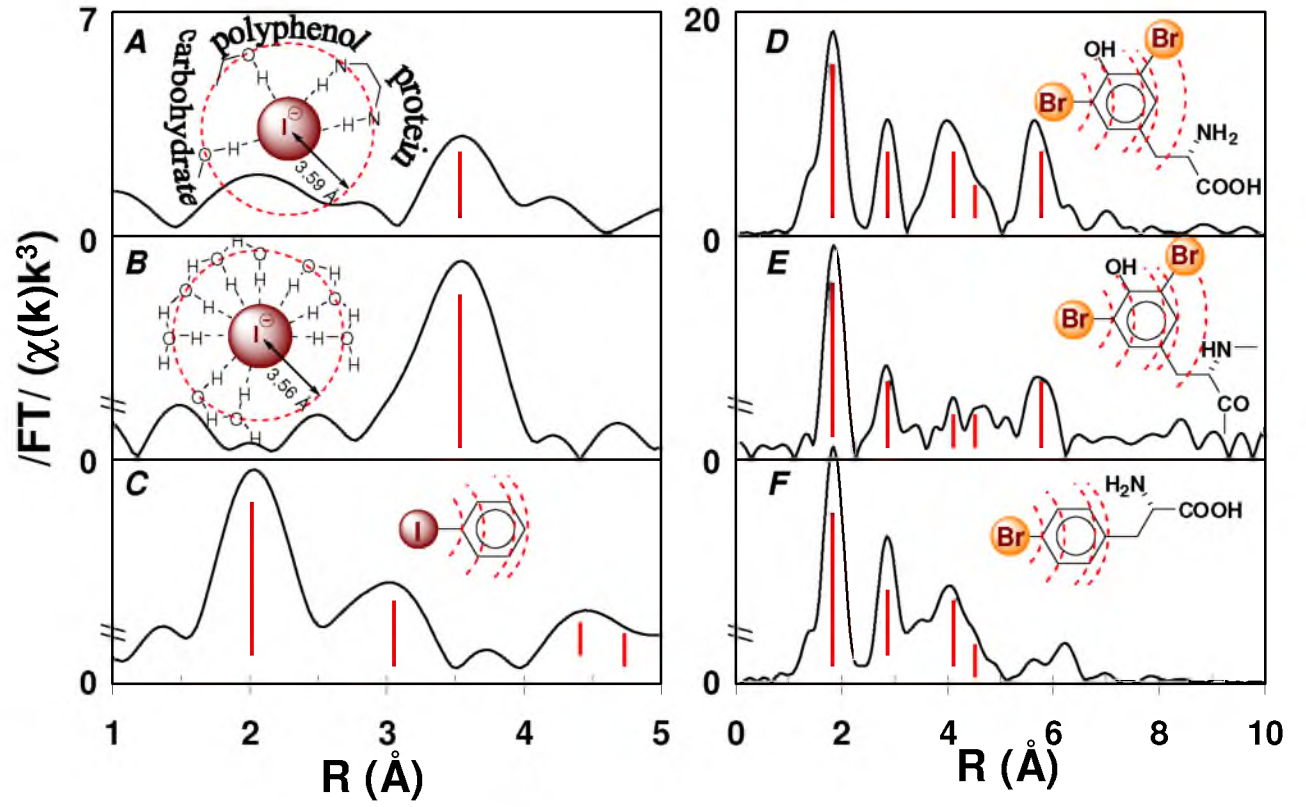 /FT/ (χ(k)k³)
7
0
0
0
A
carbohydrate
polyphenol
protein
O
H
N
H
I⊖
H
N
O
H
3.59 Å
B
H
H
O
O
O
H
H
H
O
H
H
H
H
O
O
H
H
H
O
H
I⊖
H
O
H
H
H
H
3.56 Å
O
H
O
H
C
I
1
2
3
4
5
R (Å)
20
0
0
0
D
OH
Br
Br
NH₂
COOH
E
OH
Br
Br
HN
CO
F
H₂N
COOH
Br
0
2
4
6
8
10
R (Å)